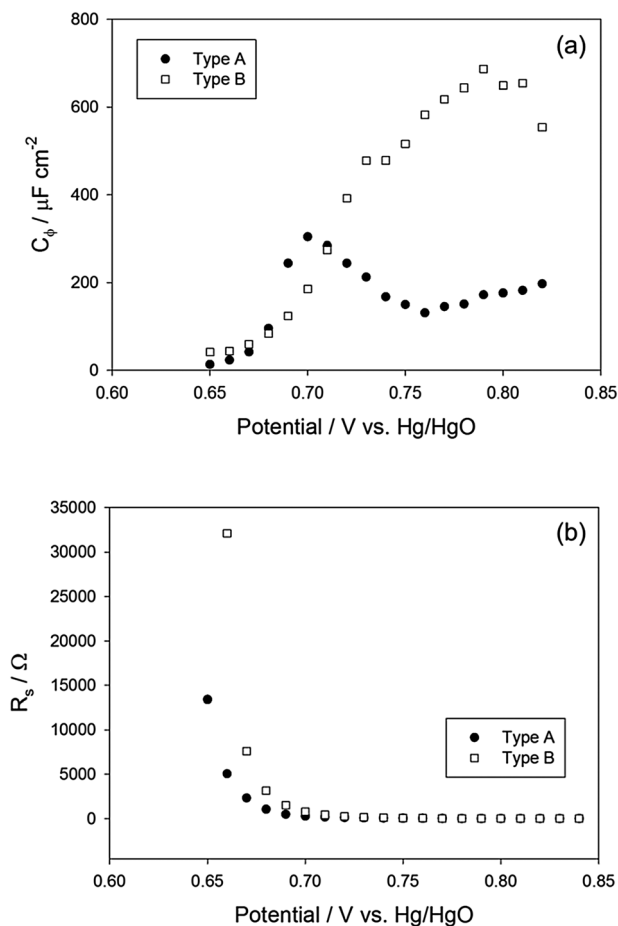 800
(a)
Type A
Type B
600
400
200
0
C𝜙 / μF cm⁻²
0.60 0.65 0.70 0.75 0.80 0.85
Potential / V vs. Hg/HgO
35000
(b)
30000
25000
20000
15000
10000
5000
0
Rₛ / Ω
Type A
Type B
0.60 0.65 0.70 0.75 0.80 0.85
Potential / V vs. Hg/HgO